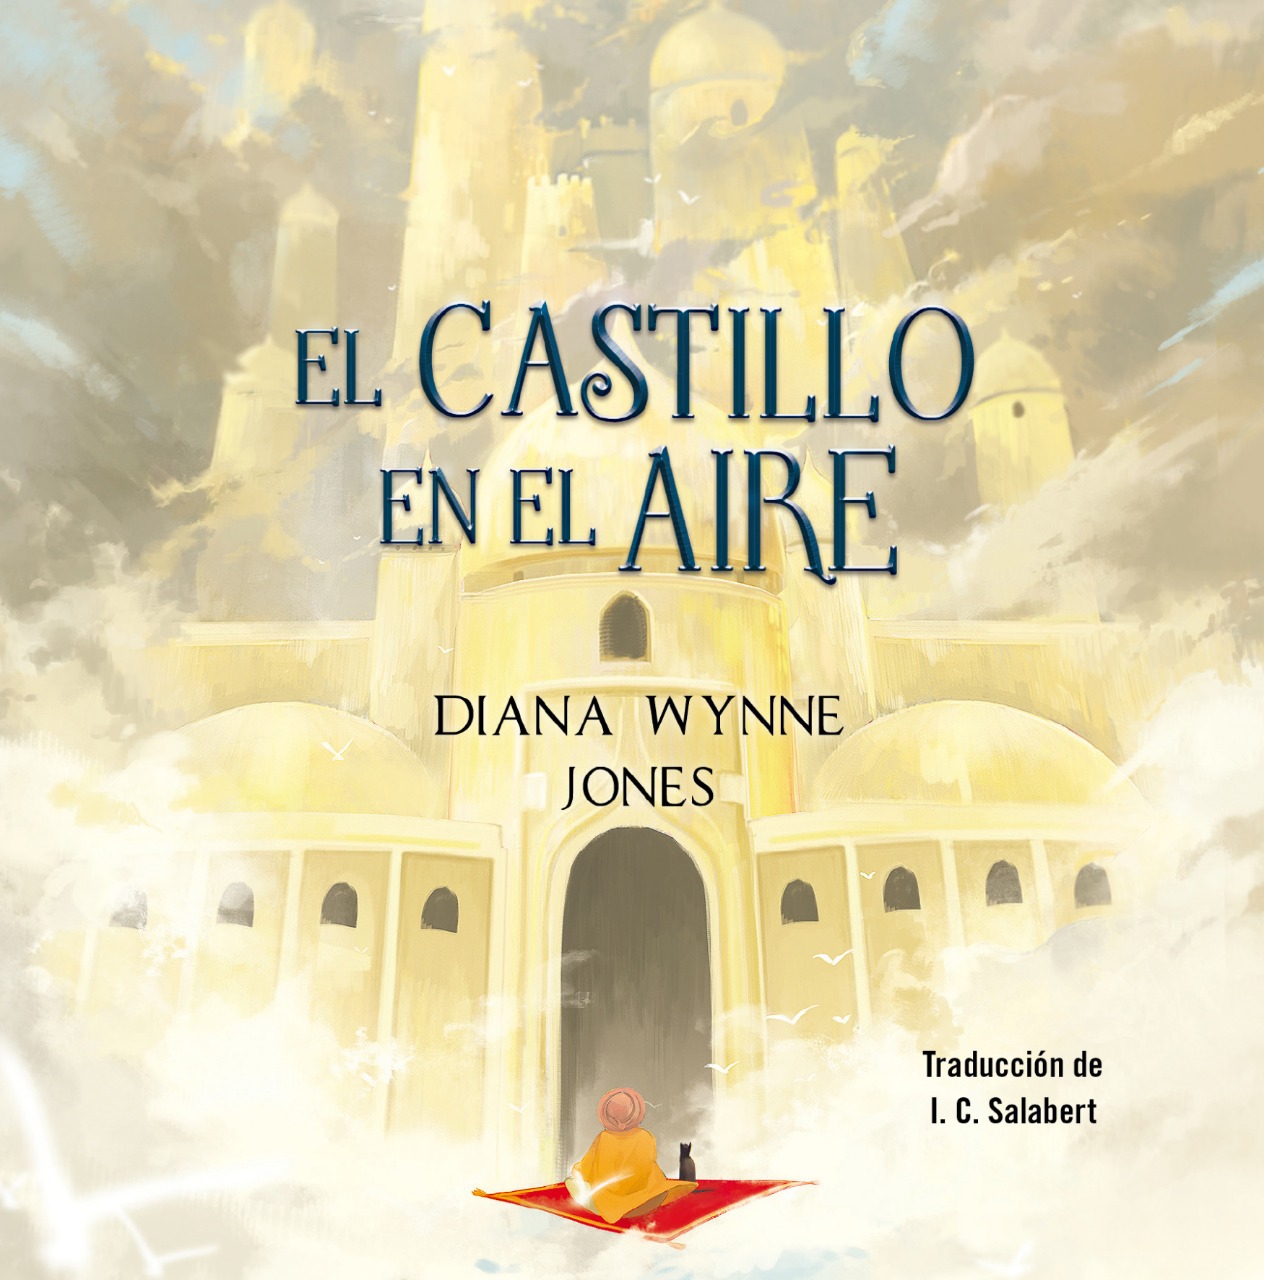 EL CASTILLO
EN EL AIRE
DIANA WYNNE
JONES
Traducción de
I. C. Salabert